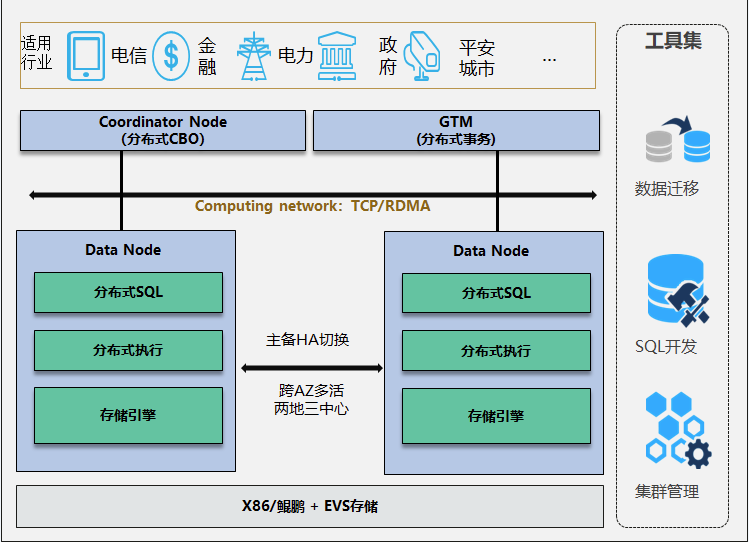 适用
行业
电信
金
融
电力
政
府
平安
城市
...
工具集
Coordinator Node
(分布式CBO)
GTM
(分布式事务)
数据迁移
Computing network：TCP/RDMA
Data Node
分布式SQL
分布式执行
存储引擎
主备HA切换
跨AZ多活
两地三中心
Data Node
分布式SQL
分布式执行
存储引擎
SQL开发
集群管理
X86/鲲鹏 + EVS存储